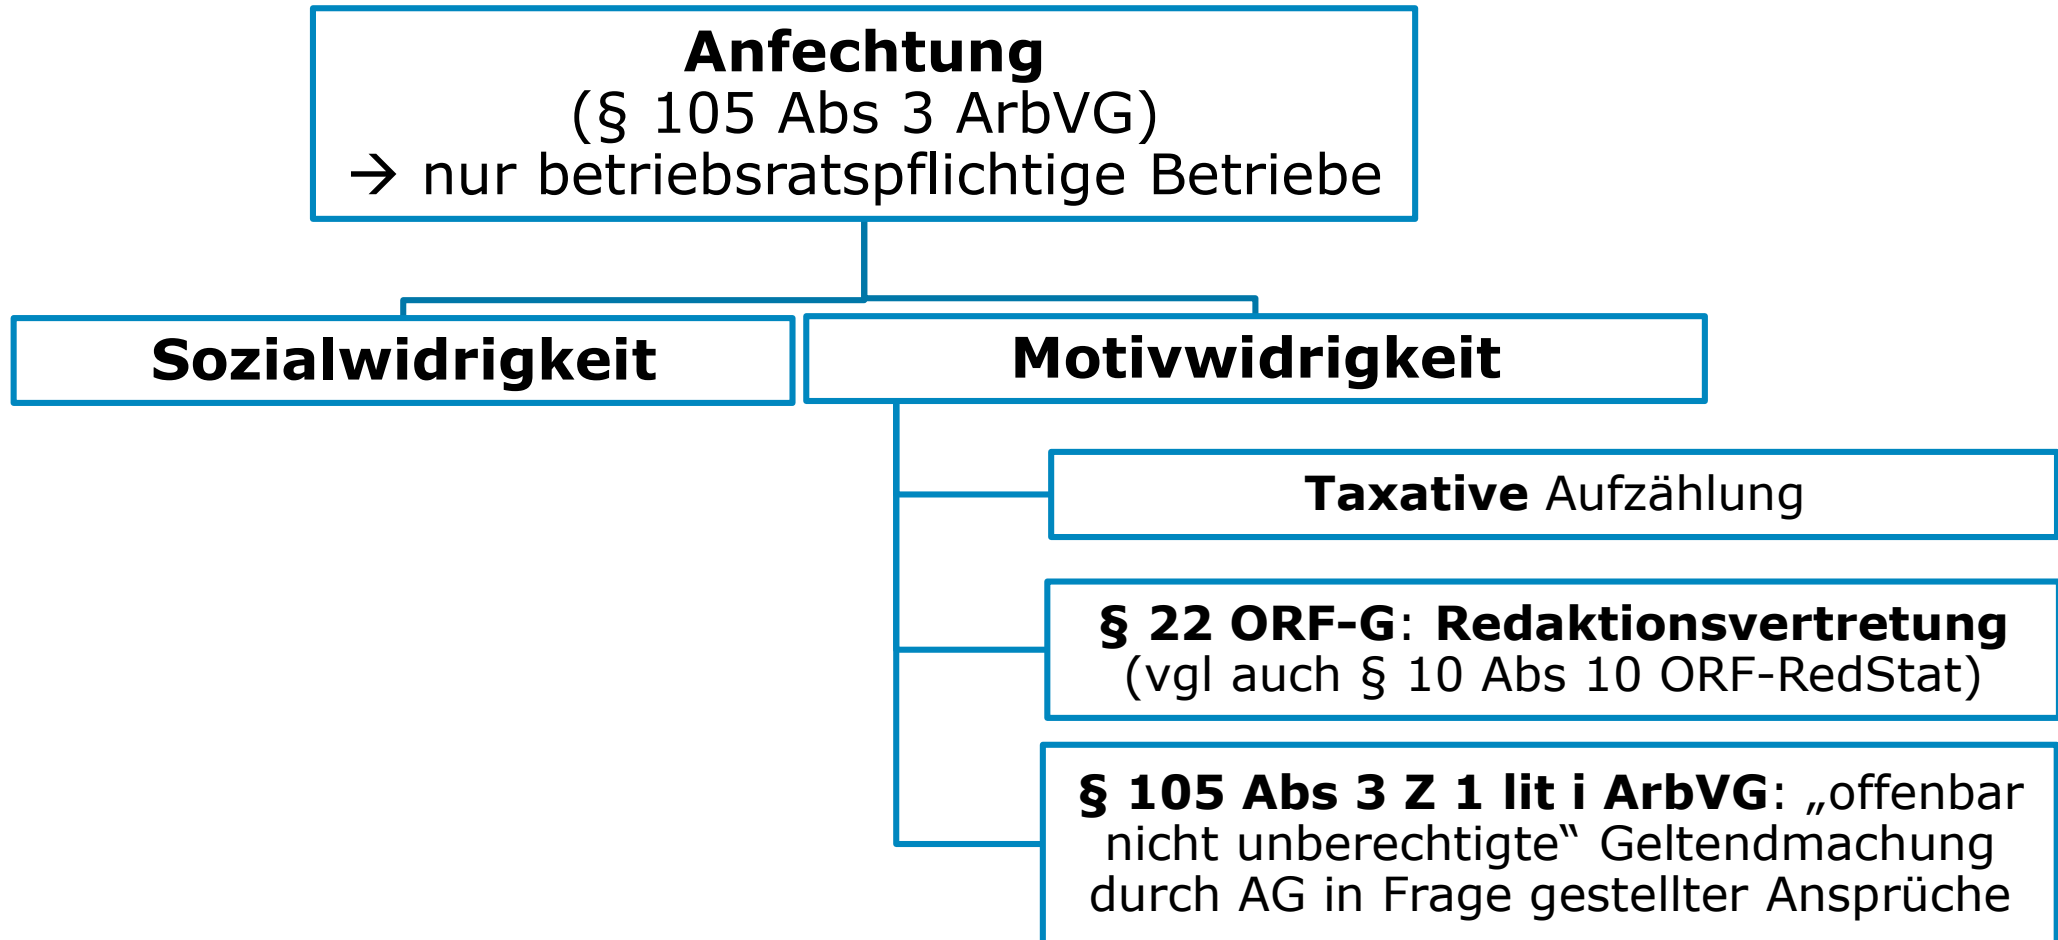 Anfechtung
(§ 105 Abs 3 ArbVG)
→ nur betriebsratspflichtige Betriebe
Sozialwidrigkeit
Motivwidrigkeit
Taxative Aufzählung
§ 22 ORF-G: Redaktionsvertretung
(vgl auch § 10 Abs 10 ORF-RedStat)
§ 105 Abs 3 Z 1 lit i ArbVG: „offenbar
nicht unberechtigte“ Geltendmachung
durch AG in Frage gestellter Ansprüche